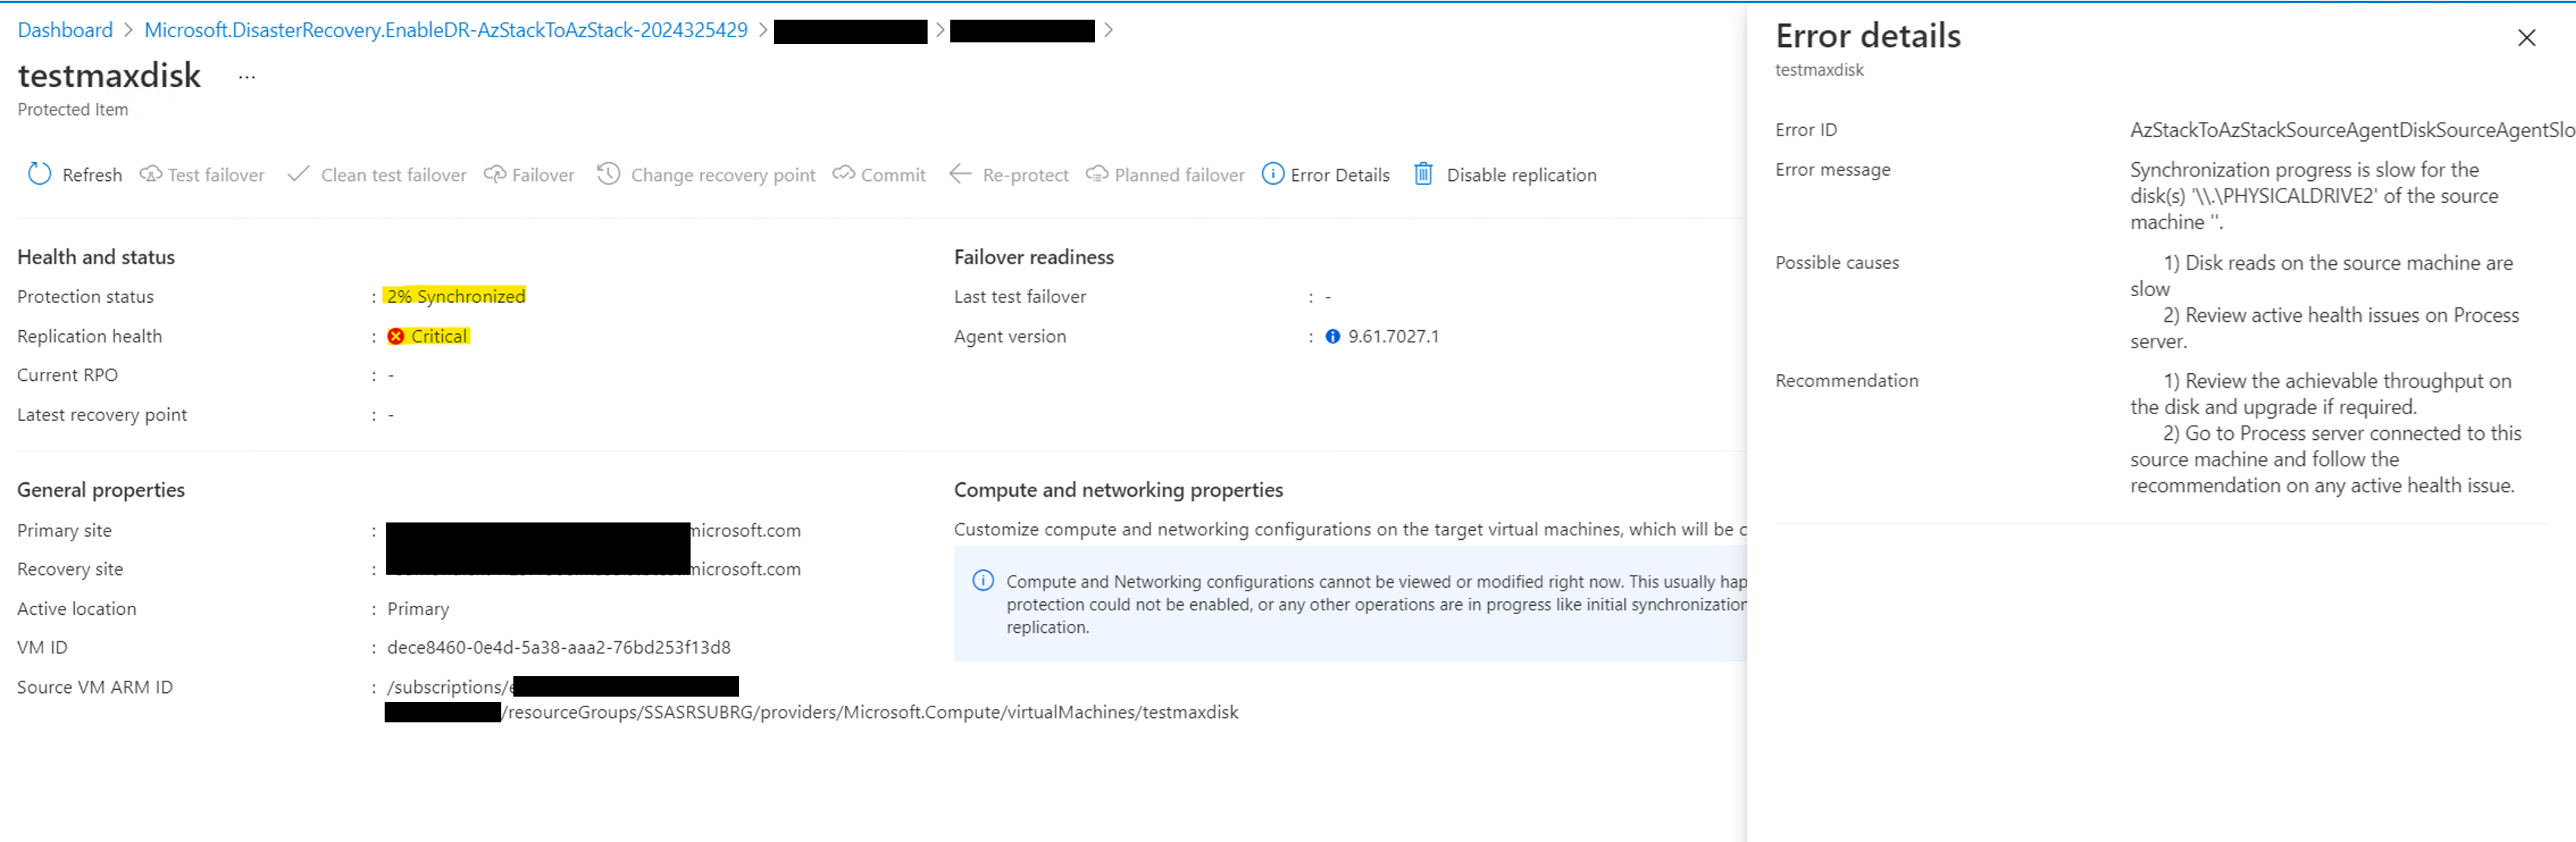 Dashboard > Microsoft.DisasterRecovery.EnableDR-AzStackToAzStack-2024325429 > > >
testmaxdisk ...
Protected Item
Refresh Test failover Clean test failover Failover Change recovery point Commit Re-protect Planned failover Error Details Disable replication
Health and status
Protection status : 2% Synchronized
Replication health : Critical
Current RPO : -
Latest recovery point : -
Failover readiness
Last test failover : -
Agent version : 9.61.7027.1
General properties
Primary site : microsoft.com
Recovery site : microsoft.com
Active location : Primary
VM ID : dece8460-0e4d-5a38-aaa2-76bd253f13d8
Source VM ARM ID : /subscriptions/
/resourceGroups/SSASRSUBRG/providers/Microsoft.Compute/virtualMachines/testmaxdisk
Compute and networking properties
Customize compute and networking configurations on the target virtual machines, which will be c
Compute and Networking configurations cannot be viewed or modified right now. This usually hap
protection could not be enabled, or any other operations are in progress like initial synchronization
replication.
Error details
testmaxdisk
Error ID AzStackToAzStackSourceAgentDiskSourceAgentSlo
Error message Synchronization progress is slow for the
disk(s) '\\.\PHYSICALDRIVE2' of the source
machine ''.
Possible causes 1) Disk reads on the source machine are
slow
2) Review active health issues on Process
server.
Recommendation 1) Review the achievable throughput on
the disk and upgrade if required.
2) Go to Process server connected to this
source machine and follow the
recommendation on any active health issue.